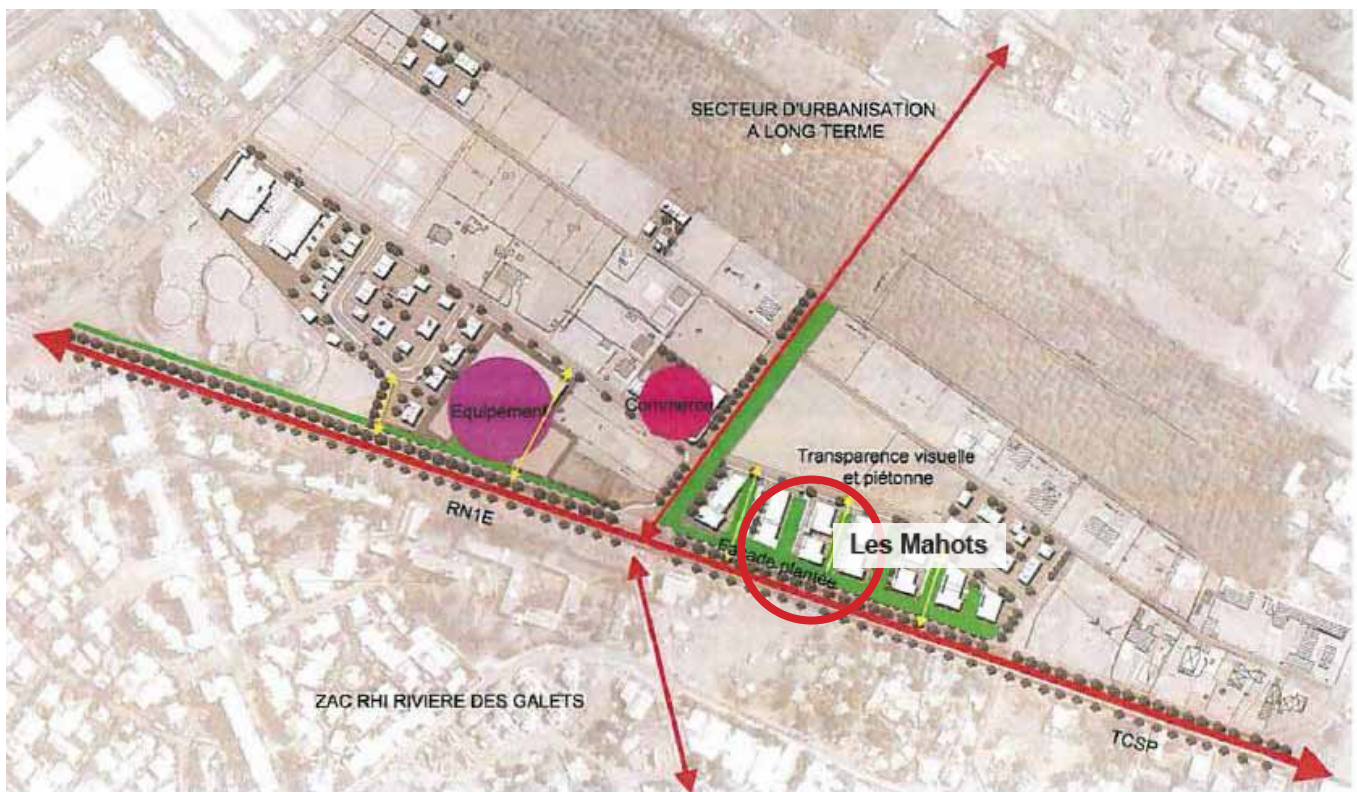 SECTEUR D'URBANISATION
A LONG TERME
Equipement
Commerce
Transparence visuelle
et piétonne
RN1E
Les Mahots
Façade plantée
ZAC RHI RIVIERE DES GALETS
TCSP